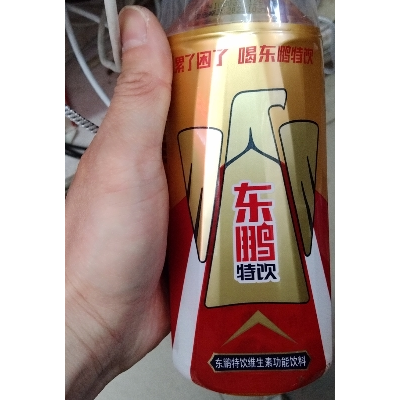 累了困了 喝东鹏特饮
东鹏
特饮
东鹏特饮维生素功能饮料